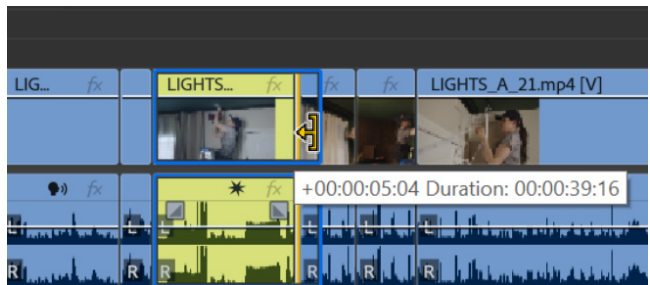 LIG... fx LIGHTS... fx fx fx LIGHTS_A_21.mp4 [V]
fx fx
+00:00:05:04 Duration: 00:00:39:16
L L L L L L
R R R R R R